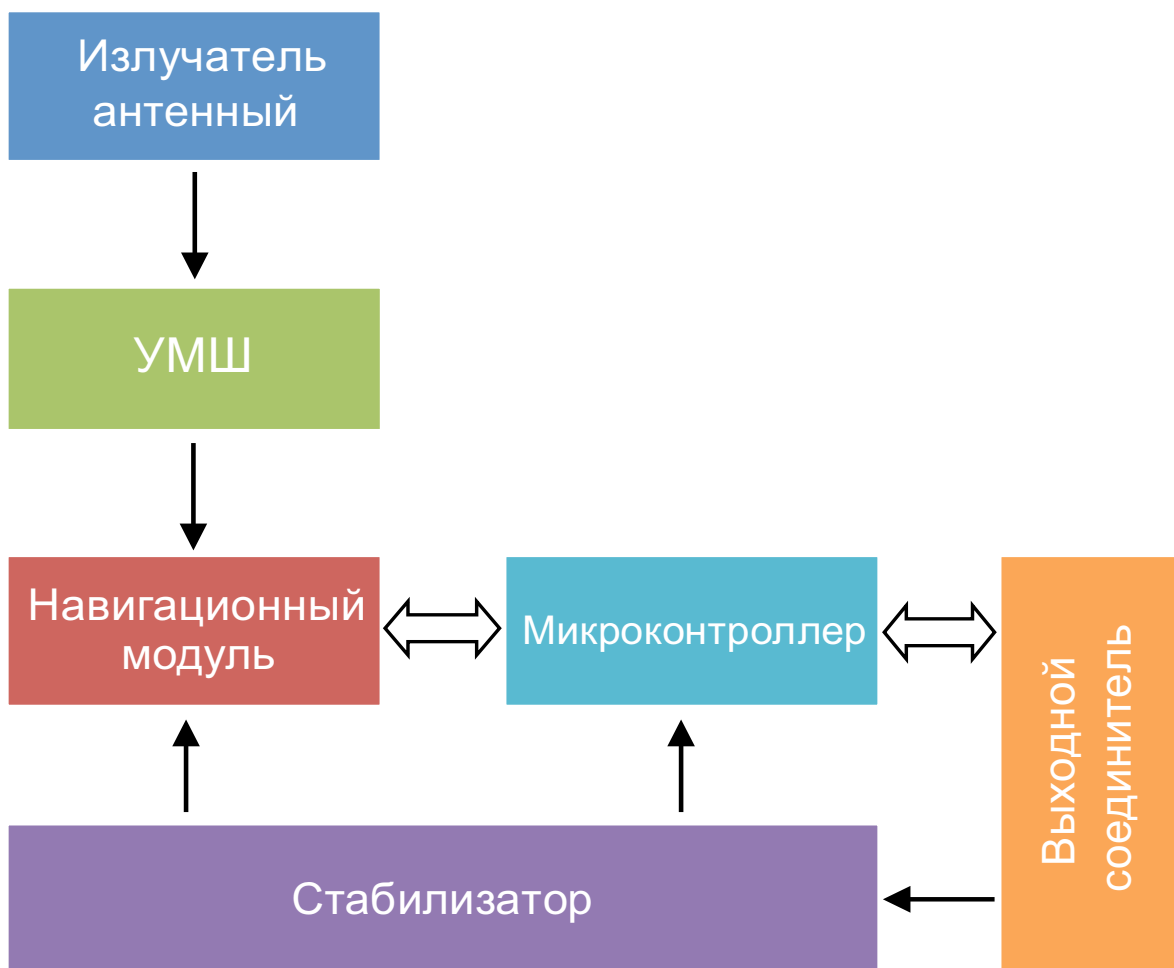 Излучатель
антенный
УМШ
Навигационный
модуль
Микроконтроллер
Выходной
соединитель
Стабилизатор